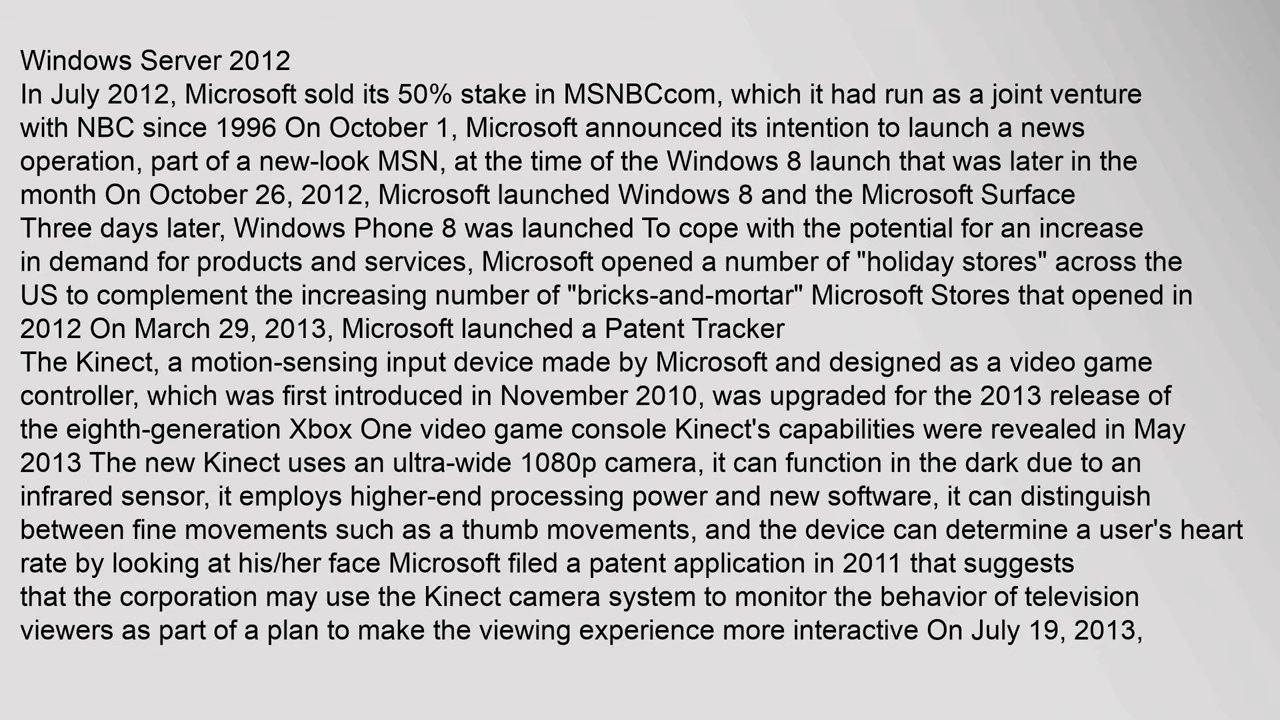 Windows Server 2012
In July 2012, Microsoft sold its 50% stake in MSNBCcom, which it had run as a joint venture
with NBC since 1996 On October 1, Microsoft announced its intention to launch a news
operation, part of a new-look MSN, at the time of the Windows 8 launch that was later in the
month On October 26, 2012, Microsoft launched Windows 8 and the Microsoft Surface
Three days later, Windows Phone 8 was launched To cope with the potential for an increase
in demand for products and services, Microsoft opened a number of "holiday stores" across the
US to complement the increasing number of "bricks-and-mortar" Microsoft Stores that opened in
2012 On March 29, 2013, Microsoft launched a Patent Tracker
The Kinect, a motion-sensing input device made by Microsoft and designed as a video game
controller, which was first introduced in November 2010, was upgraded for the 2013 release of
the eighth-generation Xbox One video game console Kinect's capabilities were revealed in May
2013 The new Kinect uses an ultra-wide 1080p camera, it can function in the dark due to an
infrared sensor, it employs higher-end processing power and new software, it can distinguish
between fine movements such as a thumb movements, and the device can determine a user's heart
rate by looking at his/her face Microsoft filed a patent application in 2011 that suggests
that the corporation may use the Kinect camera system to monitor the behavior of television
viewers as part of a plan to make the viewing experience more interactive On July 19, 2013,